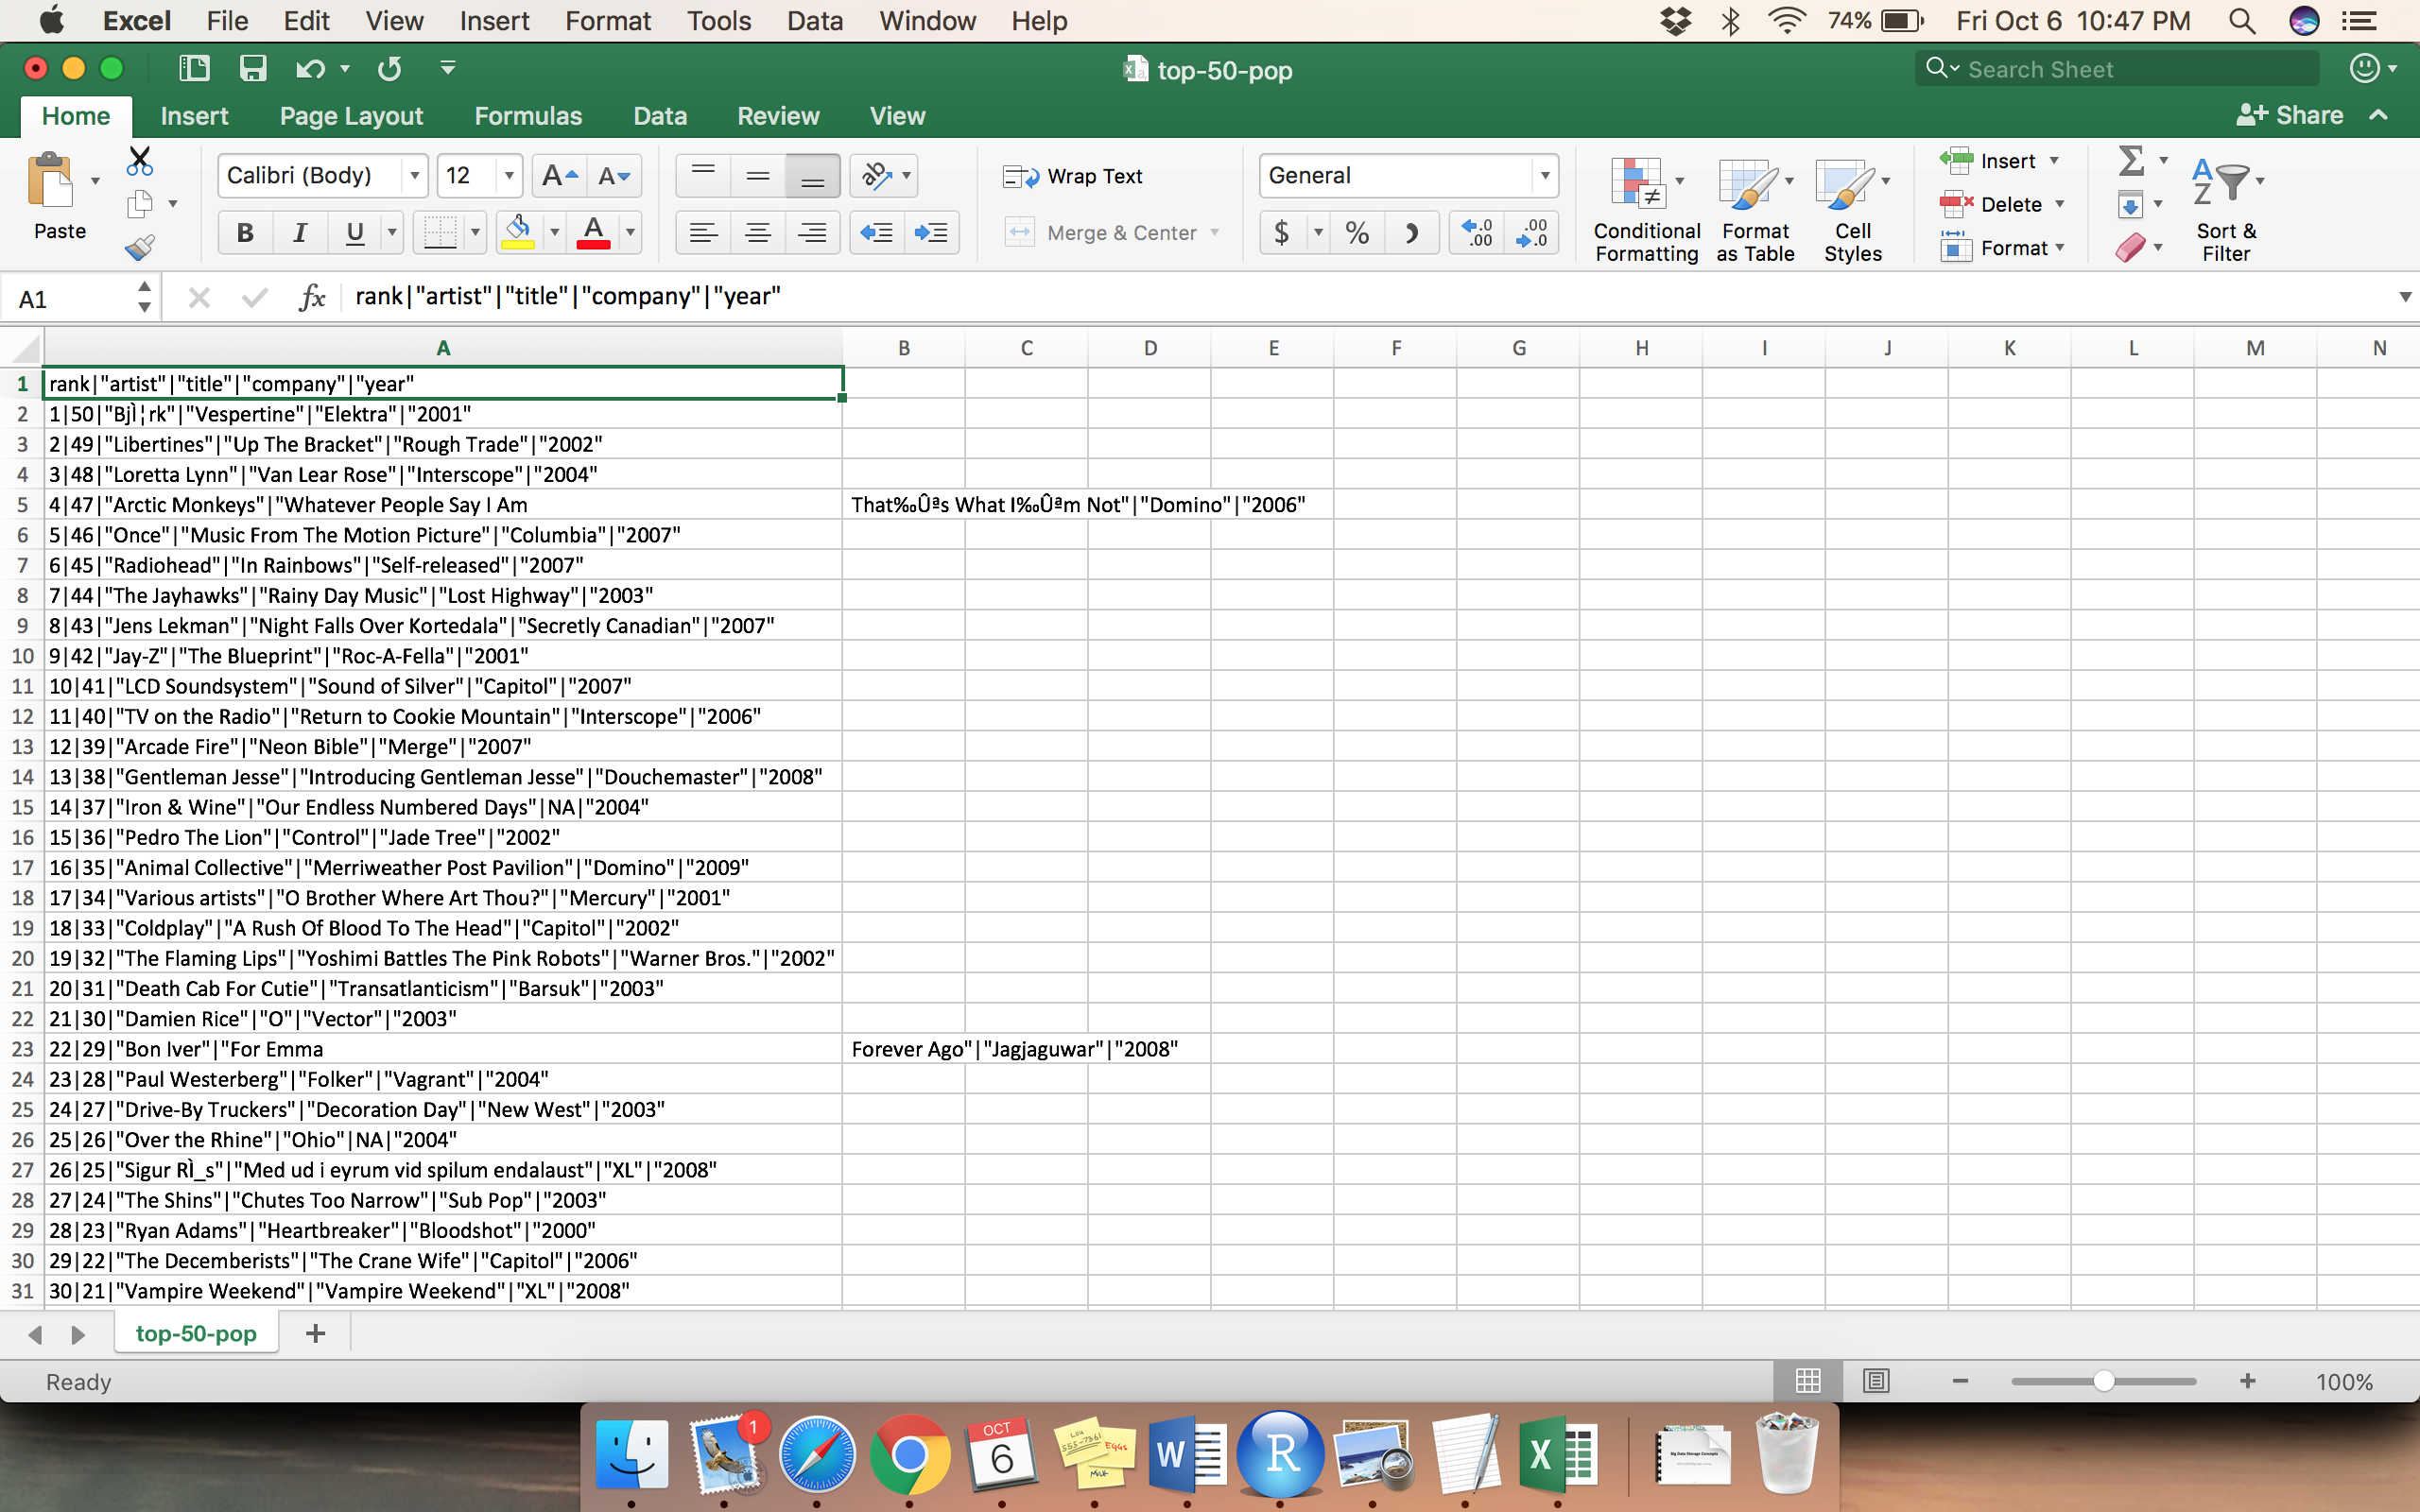 Excel File Edit View Insert Format Tools Data Window Help 74% Fri Oct 6 10:47 PM
top-50-pop
Search Sheet
Home Insert Page Layout Formulas Data Review View Share
Paste Calibri (Body) 12 Wrap Text General Insert
Merge & Center Conditional Formatting Format as Table Cell Styles Delete Format Sort & Filter
A1 fx rank|"artist"|"title"|"company"|"year"
A B C D E F G H I J K L M N
1 rank|"artist"|"title"|"company"|"year"
2 1|50|"BjÌ¦rk"|"Vespertine"|"Elektra"|"2001"
3 2|49|"Libertines"|"Up The Bracket"|"Rough Trade"|"2002"
4 3|48|"Loretta Lynn"|"Van Lear Rose"|"Interscope"|"2004"
5 4|47|"Arctic Monkeys"|"Whatever People Say I Am That‰Ûªs What I‰Ûªm Not"|"Domino"|"2006"
6 5|46|"Once"|"Music From The Motion Picture"|"Columbia"|"2007"
7 6|45|"Radiohead"|"In Rainbows"|"Self-released"|"2007"
8 7|44|"The Jayhawks"|"Rainy Day Music"|"Lost Highway"|"2003"
9 8|43|"Jens Lekman"|"Night Falls Over Kortedala"|"Secretly Canadian"|"2007"
10 9|42|"Jay-Z"|"The Blueprint"|"Roc-A-Fella"|"2001"
11 10|41|"LCD Soundsystem"|"Sound of Silver"|"Capitol"|"2007"
12 11|40|"TV on the Radio"|"Return to Cookie Mountain"|"Interscope"|"2006"
13 12|39|"Arcade Fire"|"Neon Bible"|"Merge"|"2007"
14 13|38|"Gentleman Jesse"|"Introducing Gentleman Jesse"|"Douchemaster"|"2008"
15 14|37|"Iron & Wine"|"Our Endless Numbered Days"|NA|"2004"
16 15|36|"Pedro The Lion"|"Control"|"Jade Tree"|"2002"
17 16|35|"Animal Collective"|"Merriweather Post Pavilion"|"Domino"|"2009"
18 17|34|"Various artists"|"O Brother Where Art Thou?"|"Mercury"|"2001"
19 18|33|"Coldplay"|"A Rush Of Blood To The Head"|"Capitol"|"2002"
20 19|32|"The Flaming Lips"|"Yoshimi Battles The Pink Robots"|"Warner Bros."|"2002"
21 20|31|"Death Cab For Cutie"|"Transatlanticism"|"Barsuk"|"2003"
22 21|30|"Damien Rice"|"O"|"Vector"|"2003"
23 22|29|"Bon Iver"|"For Emma Forever Ago"|"Jagjaguwar"|"2008"
24 23|28|"Paul Westerberg"|"Folker"|"Vagrant"|"2004"
25 24|27|"Drive-By Truckers"|"Decoration Day"|"New West"|"2003"
26 25|26|"Over the Rhine"|"Ohio"|NA|"2004"
27 26|25|"Sigur RÌ_s"|"Med ud i eyrum vid spilum endalaust"|"XL"|"2008"
28 27|24|"The Shins"|"Chutes Too Narrow"|"Sub Pop"|"2003"
29 28|23|"Ryan Adams"|"Heartbreaker"|"Bloodshot"|"2000"
30 29|22|"The Decemberists"|"The Crane Wife"|"Capitol"|"2006"
31 30|21|"Vampire Weekend"|"Vampire Weekend"|"XL"|"2008"
top-50-pop
Ready 100%
1 OCT 6